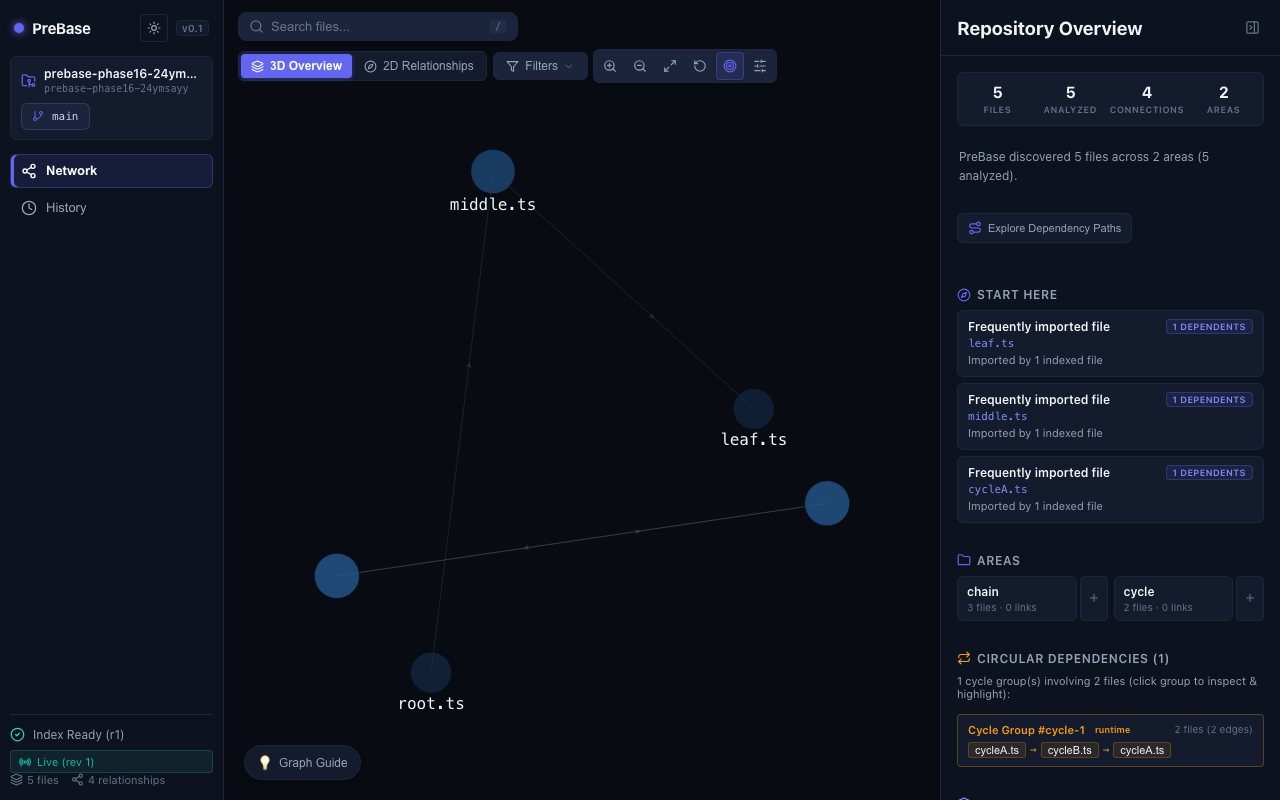 PreBase
v0.1
prebase-phase16-24ym...
prebase-phase16-24ymsayy
main
Network
History
Index Ready (r1)
Live (rev 1)
5 files
4 relationships
Search files...
/
3D Overview
2D Relationships
Filters
middle.ts
leaf.ts
root.ts
Graph Guide
Repository Overview
5
5
4
2
FILES
ANALYZED
CONNECTIONS
AREAS
PreBase discovered 5 files across 2 areas (5
analyzed).
Explore Dependency Paths
START HERE
Frequently imported file
1 DEPENDENTS
leaf.ts
Imported by 1 indexed file
Frequently imported file
1 DEPENDENTS
middle.ts
Imported by 1 indexed file
Frequently imported file
1 DEPENDENTS
cycleA.ts
Imported by 1 indexed file
AREAS
chain
3 files · 0 links
+
cycle
2 files · 0 links
+
CIRCULAR DEPENDENCIES (1)
1 cycle group(s) involving 2 files (click group to inspect &
highlight):
Cycle Group #cycle-1 runtime
2 files (2 edges)
cycleA.ts → cycleB.ts → cycleA.ts